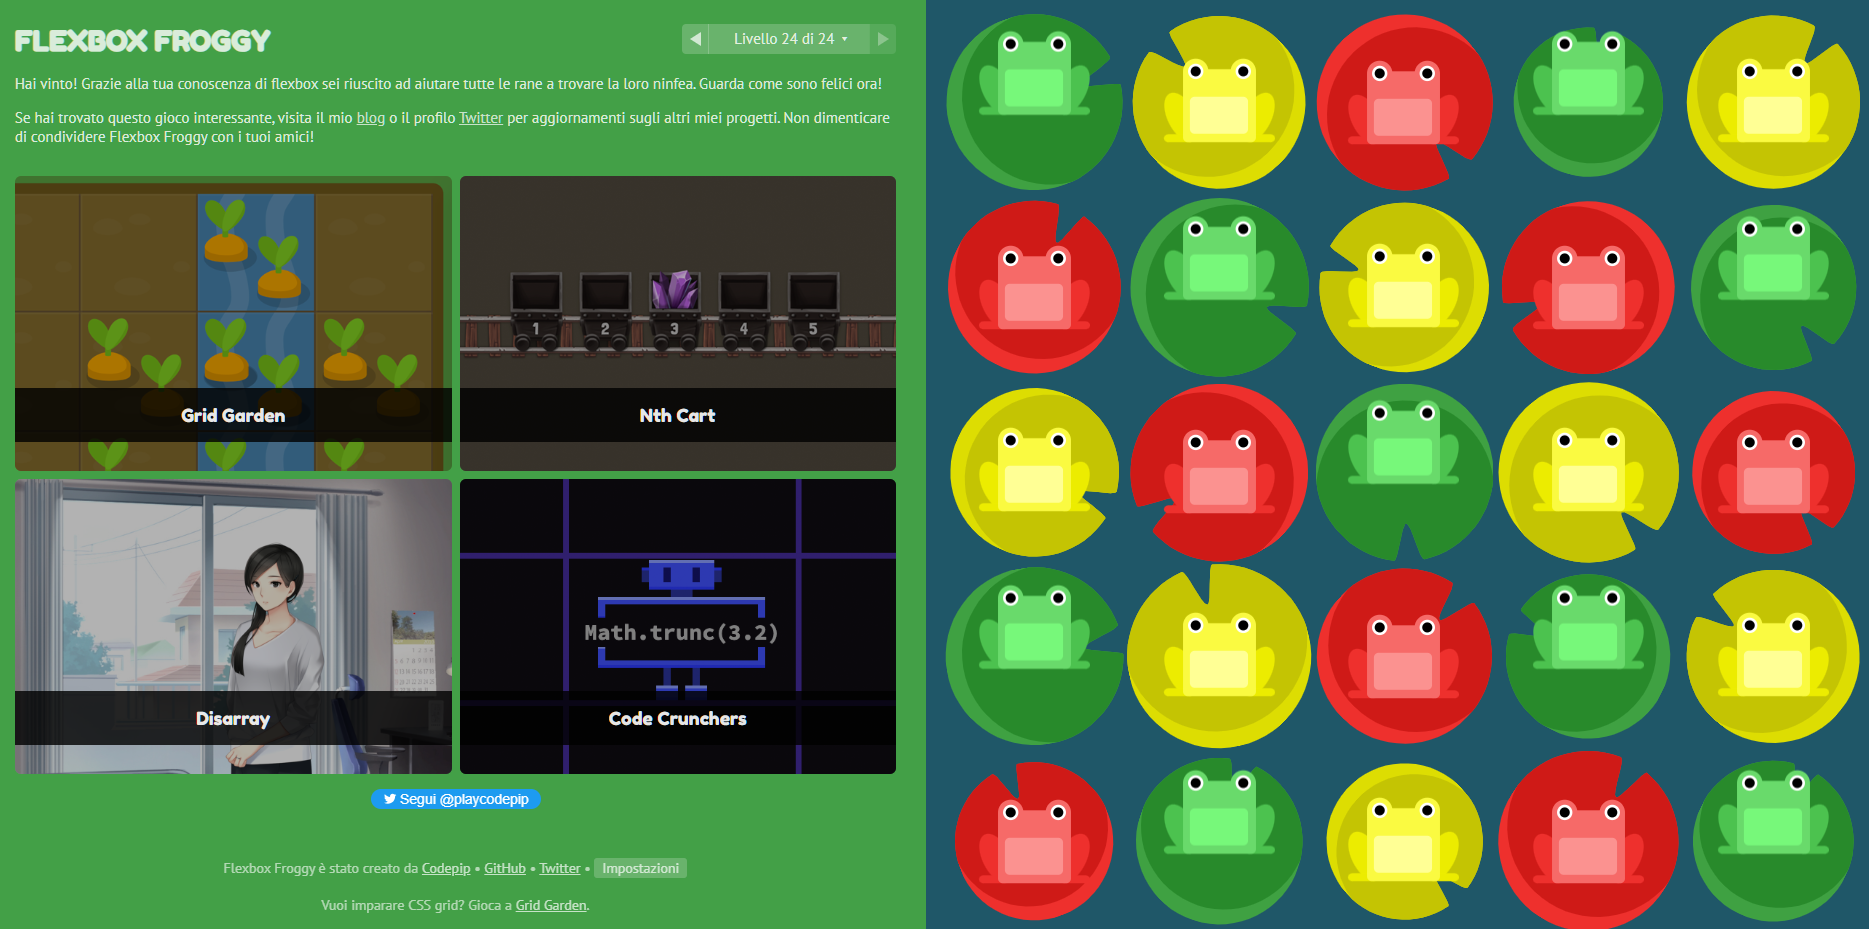 FLEXBOX FROGGY
Livello 24 di 24
Hai vinto! Grazie alla tua conoscenza di flexbox sei riuscito ad aiutare tutte le rane a trovare la loro ninfea. Guarda come sono felici ora!
Se hai trovato questo gioco interessante, visita il mio blog o il profilo Twitter per aggiornamenti sugli altri miei progetti. Non dimenticare
di condividere Flexbox Froggy con i tuoi amici!
1 2 3 4 5
Grid Garden
Nth Cart
Math.trunc(3.2)
Disarray
Code Crunchers
Segui @playcodepip
Flexbox Froggy è stato creato da Codepip • GitHub • Twitter • Impostazioni
Vuoi imparare CSS grid? Gioca a Grid Garden.